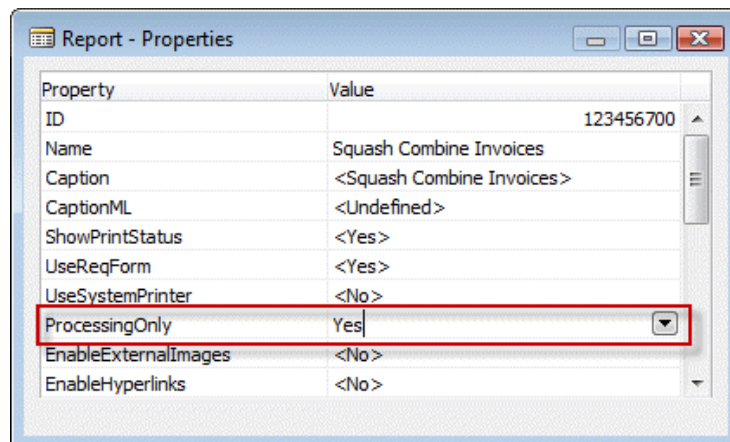 Report - Properties
Property Value
ID 123456700
Name Squash Combine Invoices
Caption <Squash Combine Invoices>
CaptionML <Undefined>
ShowPrintStatus <Yes>
UseReqForm <Yes>
UseSystemPrinter <No>
ProcessingOnly Yes
EnableExternalImages <No>
EnableHyperlinks <No>